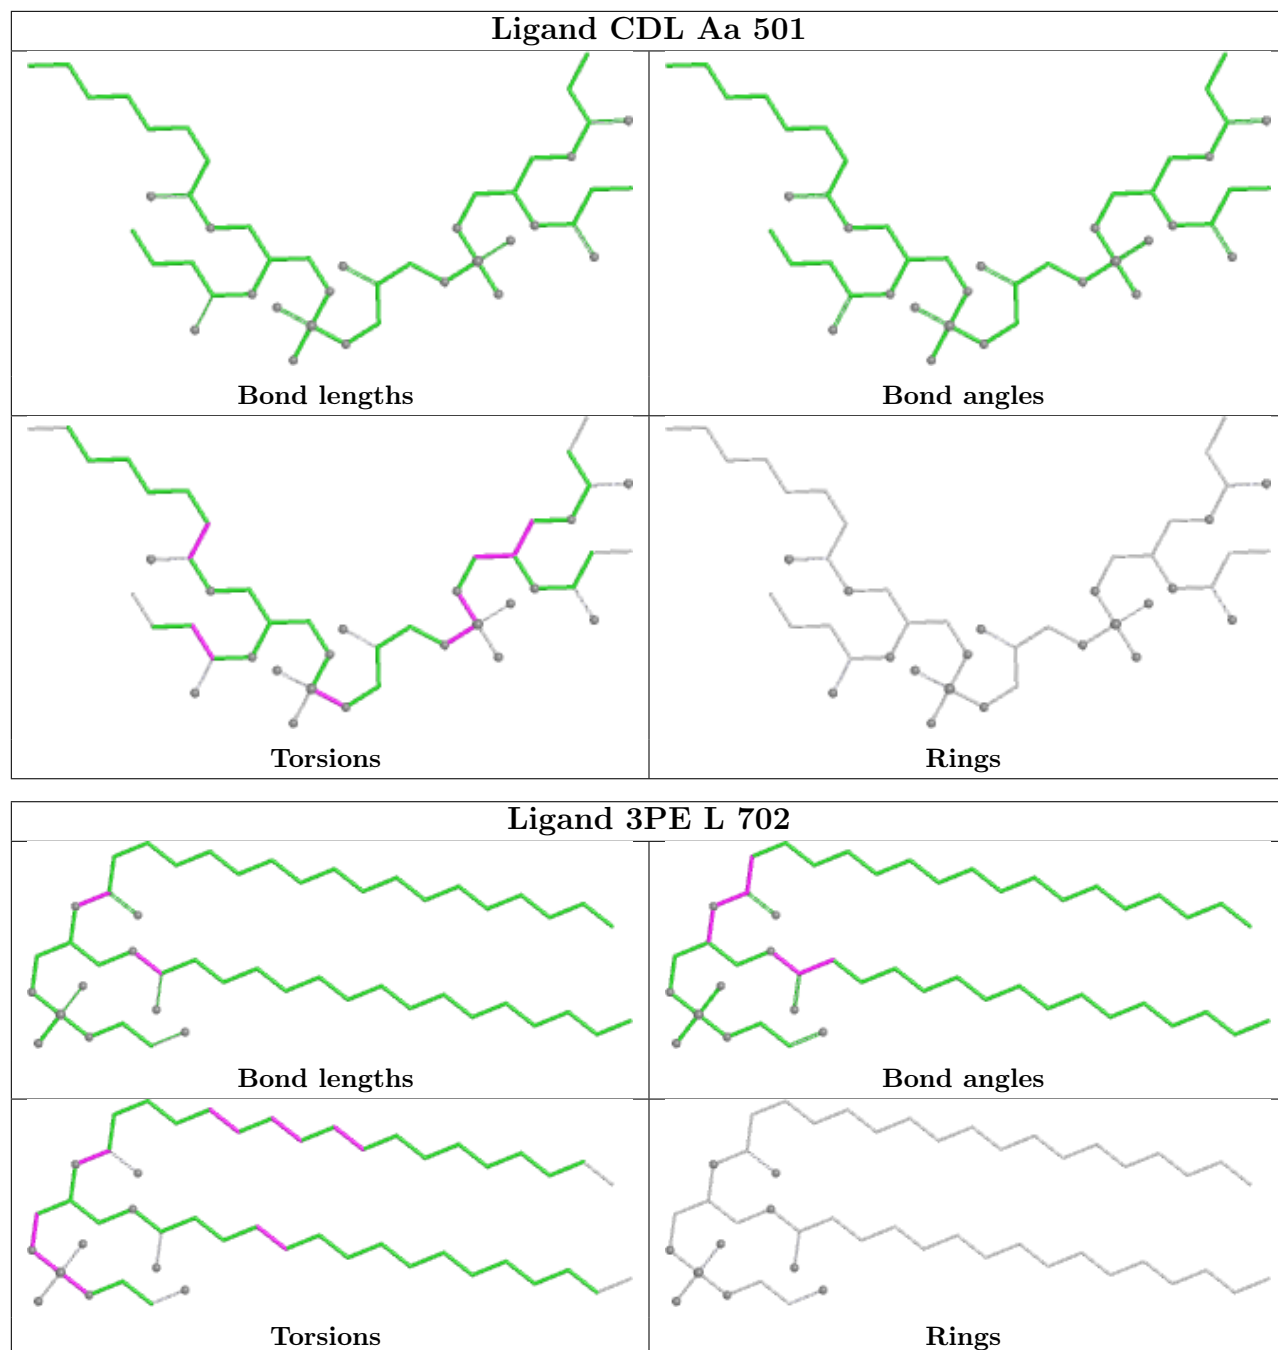 Ligand CDL Aa 501
Bond lengths
Bond angles
Torsions
Rings
Ligand 3PE L 702
Bond lengths
Bond angles
Torsions
Rings